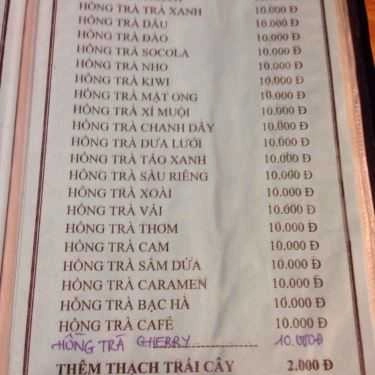 HỒNG TRÀ TRÀ XANH 10.000 Đ
HỒNG TRÀ DÂU 10.000 Đ
HỒNG TRÀ ĐÀO 10.000 Đ
HỒNG TRÀ SOCOLA 10.000 Đ
HỒNG TRÀ NHO 10.000 Đ
HỒNG TRÀ KIWI 10.000 Đ
HỒNG TRÀ MẬT ONG 10.000 Đ
HỒNG TRÀ XÍ MUỘI 10.000 Đ
HỒNG TRÀ CHANH DÂY 10.000 Đ
HỒNG TRÀ DƯA LƯỚI 10.000 Đ
HỒNG TRÀ TÁO XANH 10.000 Đ
HỒNG TRÀ SẦU RIÊNG 10.000 Đ
HỒNG TRÀ XOÀI 10.000 Đ
HỒNG TRÀ VẢI 10.000 Đ
HỒNG TRÀ THƠM 10.000 Đ
HỒNG TRÀ CAM 10.000 Đ
HỒNG TRÀ SÂM DỨA 10.000 Đ
HỒNG TRÀ CARAMEN 10.000 Đ
HỒNG TRÀ BẠC HÀ 10.000 Đ
HỒNG TRÀ CAFÉ 10.000 Đ
HỒNG TRÀ CHERRY 10.000Đ
THÊM THẠCH TRÁI CÂY 2.000 Đ